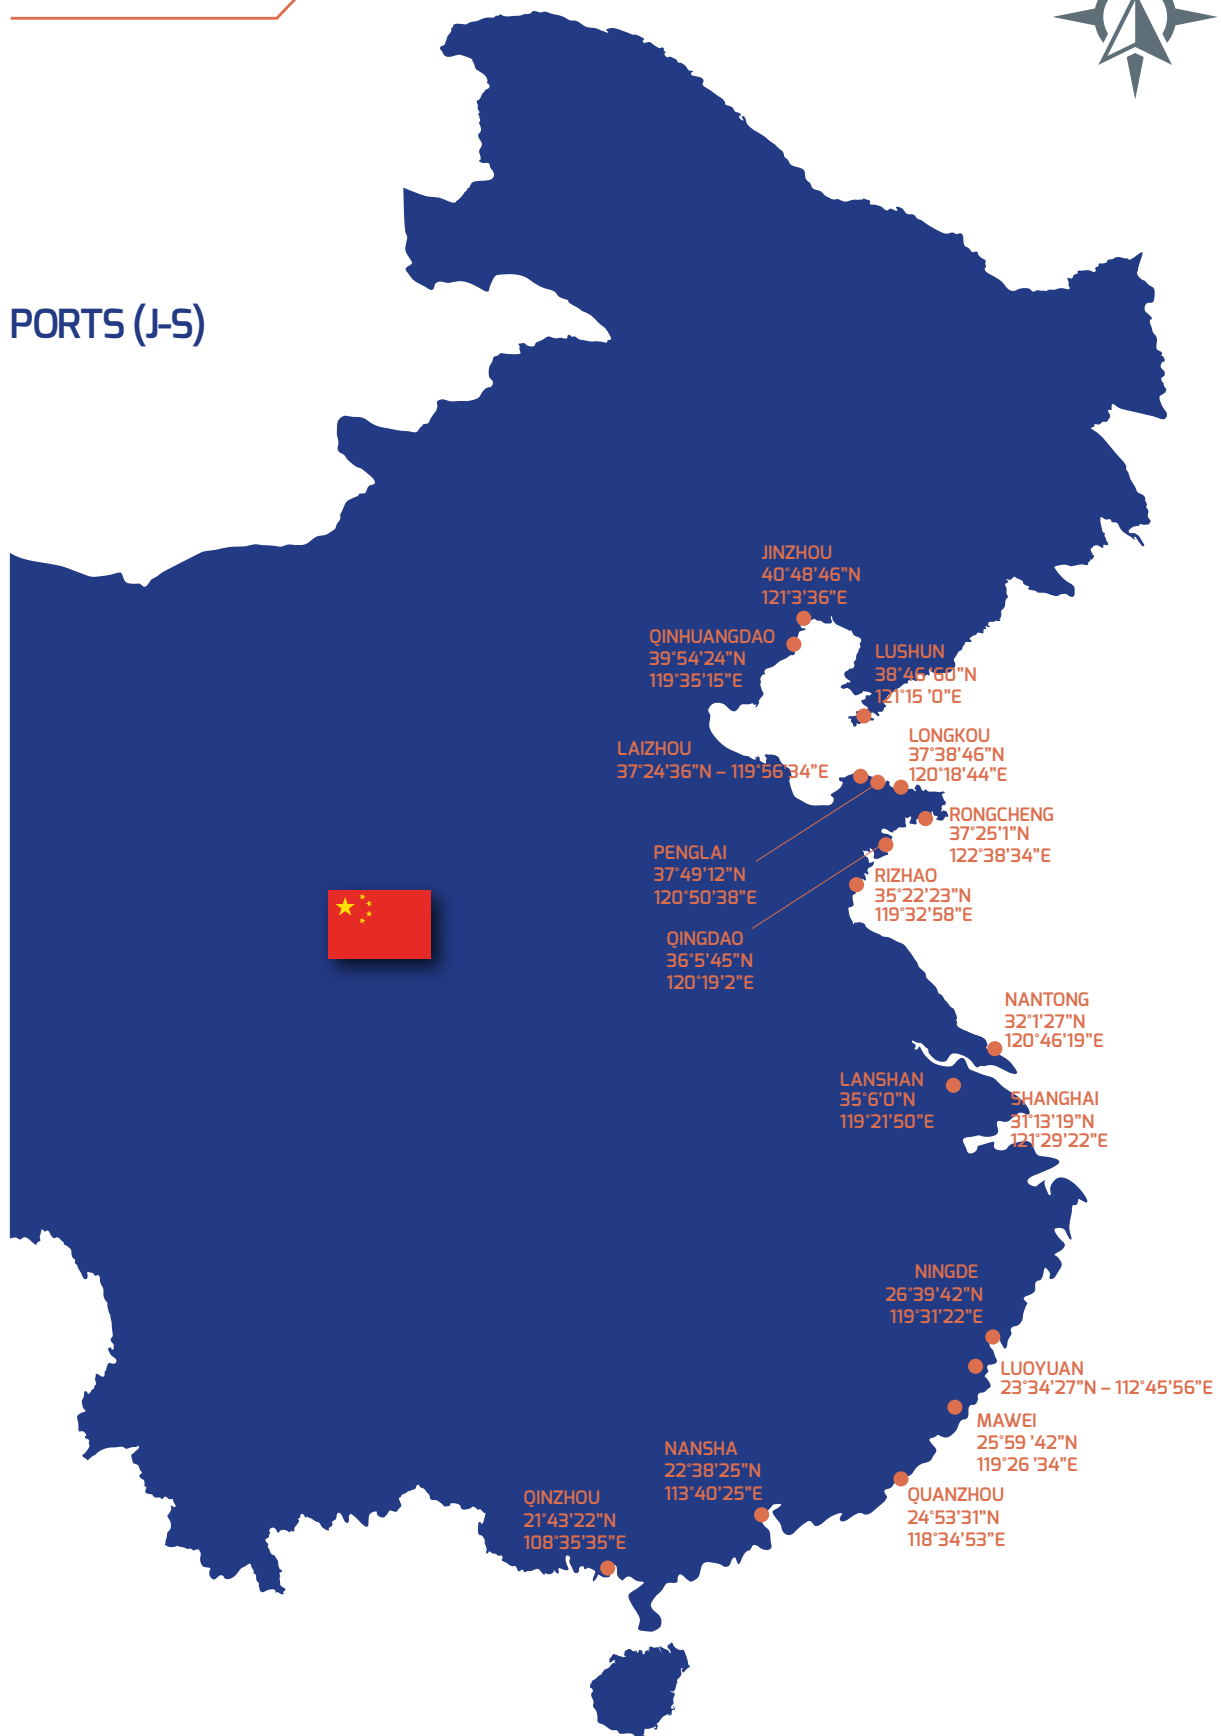 PORTS (J-S)
JINZHOU
40°48'46”N
121°3'36”E
QINHUANGDAO
39°54'24”N
119°35'15”E
LUSHUN
38°46'60”N
121°15 '0”E
LONGKOU
37°38'46”N
120°18'44”E
LAIZHOU
37°24'36”N – 119°56'34”E
RONGCHENG
37°25'1”N
122°38'34”E
PENGLAI
37°49'12”N
120°50'38”E
RIZHAO
35°22'23”N
119°32'58”E
QINGDAO
36°5'45”N
120°19'2”E
NANTONG
32°1'27”N
120°46'19”E
LANSHAN
35°6'0”N
119°21'50”E
SHANGHAI
31°13'19”N
121°29'22”E
NINGDE
26°39'42”N
119°31'22”E
LUOYUAN
23°34'27”N – 112°45'56”E
MAWEI
25°59 '42”N
119°26 '34”E
NANSHA
22°38'25”N
113°40'25”E
QUANZHOU
24°53'31”N
118°34'53”E
QINZHOU
21°43'22”N
108°35'35”E